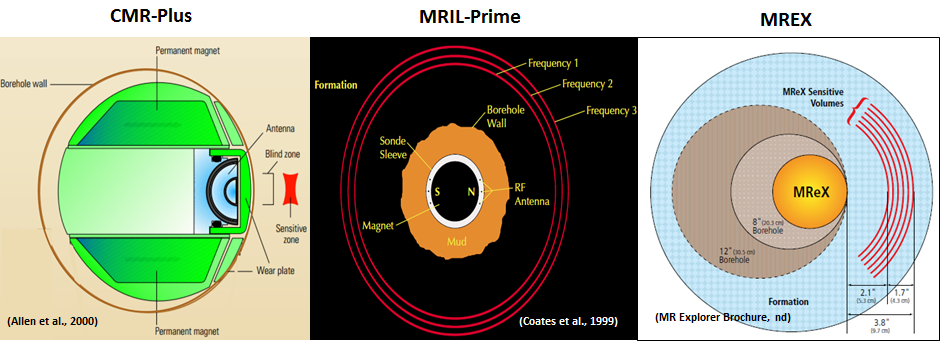 CMR-Plus
MRIL-Prime
MREX
Permanent magnet
Borehole wall
Antenna
Blind zone
Sensitive
zone
Wear plate
Permanent magnet
(Allen et al., 2000)
Formation
Frequency 1
Frequency 2
Frequency 3
Borehole
Wall
Sonde
Sleeve
S
N
RF
Antenna
Magnet
Mud
(Coates et al., 1999)
MReX Sensitive
Volumes
MReX
8" (20.3 cm)
Borehole
12" (30.5 cm)
Borehole
2.1"
(5.3 cm)
1.7"
(4.3 cm)
Formation
3.8"
(9.7 cm)
(MR Explorer Brochure, nd)